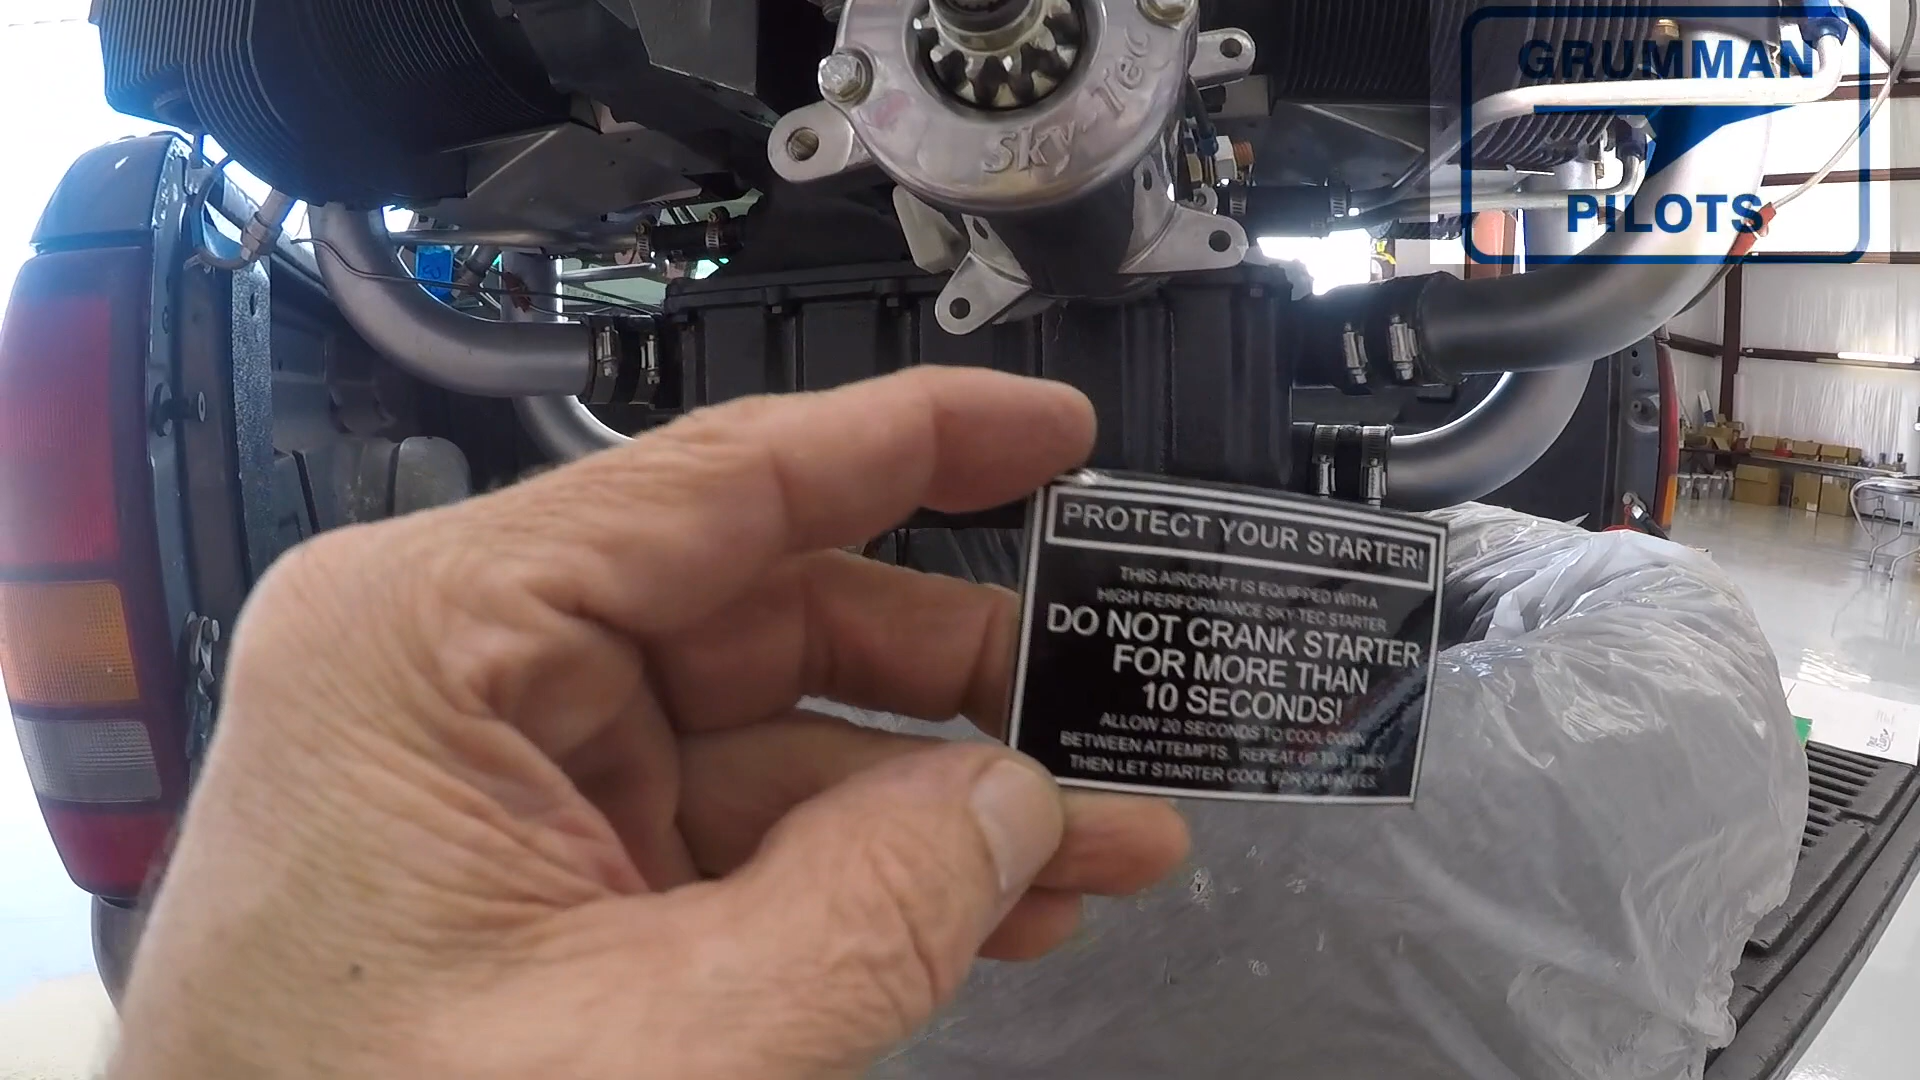 GRUMMAN
PILOTS
Sky-Tec
PROTECT YOUR STARTER!
THIS AIRCRAFT IS EQUIPPED WITH A
HIGH PERFORMANCE SKY-TEC STARTER.
DO NOT CRANK STARTER
FOR MORE THAN
10 SECONDS!
ALLOW 20 SECONDS TO COOL DOWN
BETWEEN ATTEMPTS. REPEAT UP TO TIMES
THEN LET STARTER COOL FOR MINUTES.